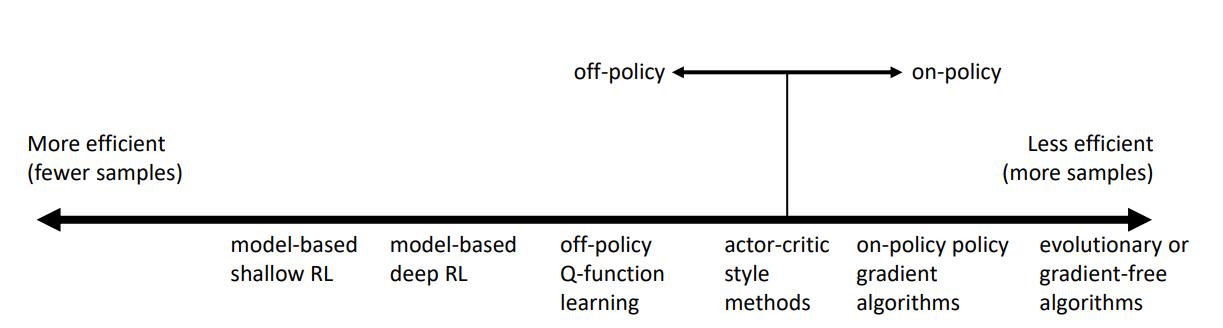 off-policy
on-policy
More efficient
(fewer samples)
Less efficient
(more samples)
model-based
shallow RL
model-based
deep RL
off-policy
Q-function
learning
actor-critic
style
methods
on-policy policy
gradient
algorithms
evolutionary or
gradient-free
algorithms